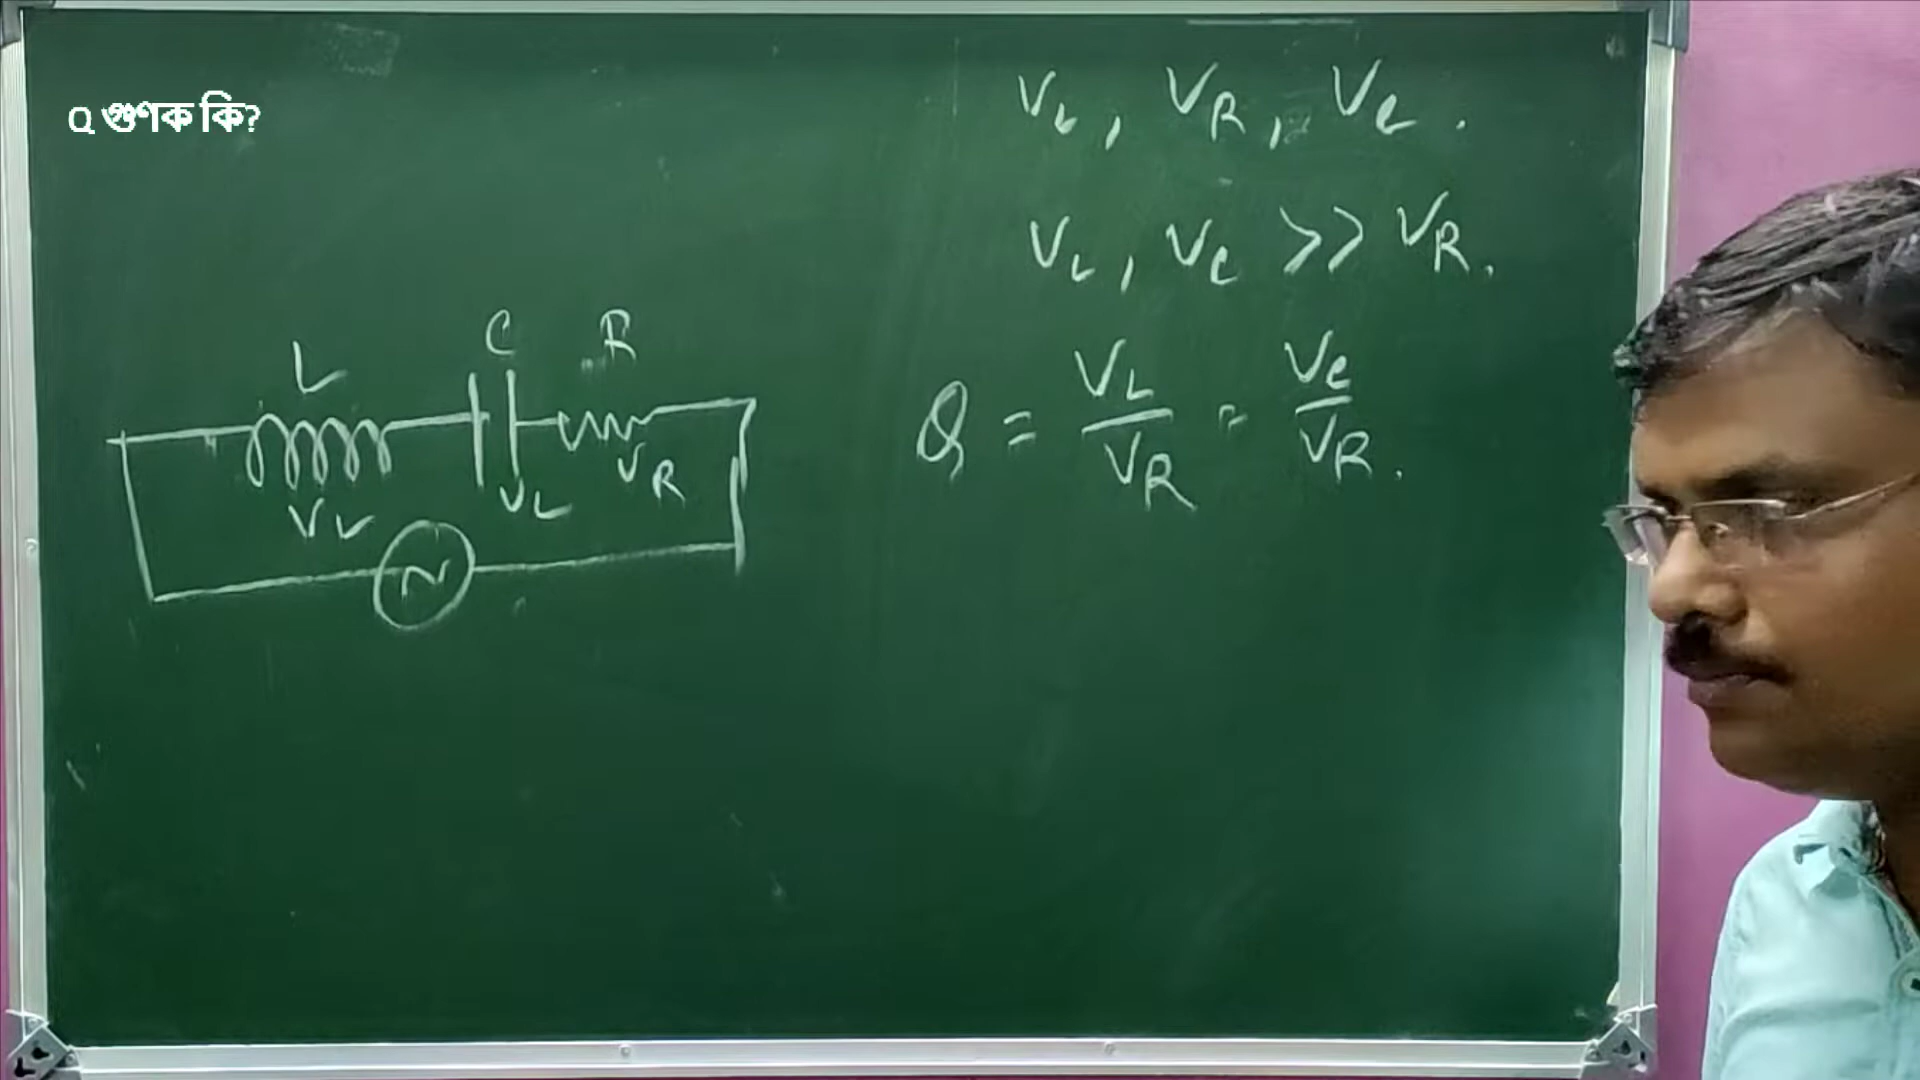 Q গুণক কি?
V_L, V_R, V_C.
V_L, V_C >> V_R.
Q = V_L / V_R = V_C / V_R.
L C R
V_L V_L V_R
~